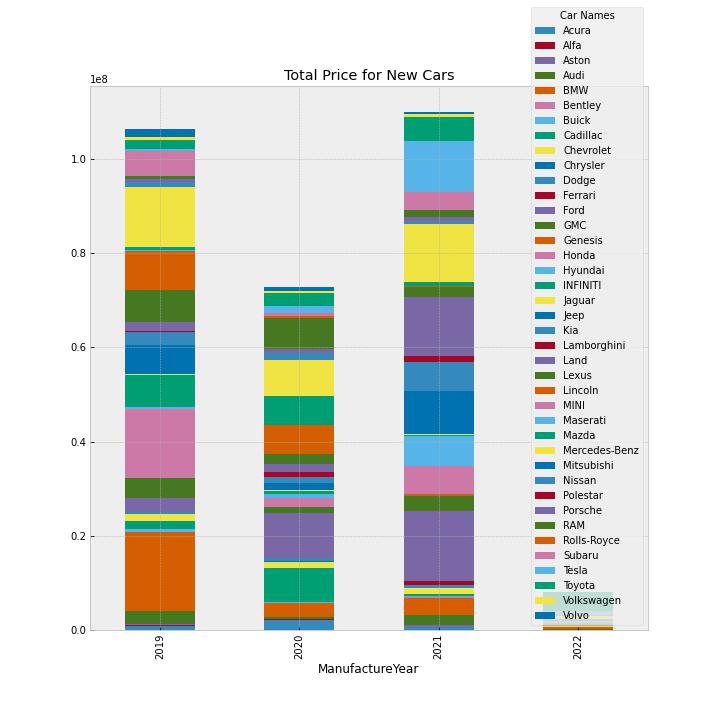 Total Price for New Cars
1e8
1.0
0.8
0.6
0.4
0.2
0.0
2019
2020
2021
2022
ManufactureYear
Car Names
Acura
Alfa
Aston
Audi
BMW
Bentley
Buick
Cadillac
Chevrolet
Chrysler
Dodge
Ferrari
Ford
GMC
Genesis
Honda
Hyundai
INFINITI
Jaguar
Jeep
Kia
Lamborghini
Land
Lexus
Lincoln
MINI
Maserati
Mazda
Mercedes-Benz
Mitsubishi
Nissan
Polestar
Porsche
RAM
Rolls-Royce
Subaru
Tesla
Toyota
Volkswagen
Volvo